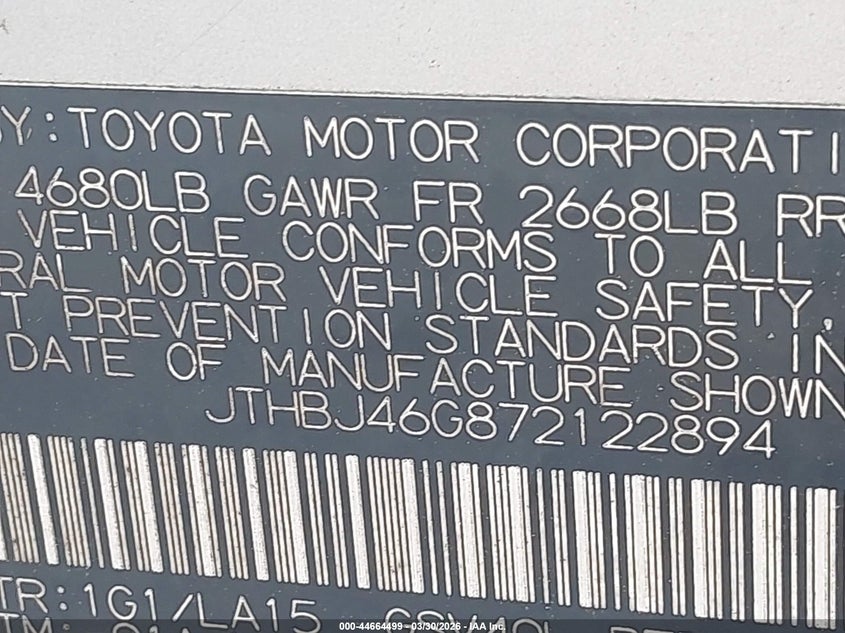 BY: TOYOTA MOTOR CORPORATI
4680LB GAWR FR 2668LB RR
VEHICLE CONFORMS TO ALL
RAL MOTOR VEHICLE SAFETY,
T PREVENTION STANDARDS IN
DATE OF MANUFACTURE SHOWN
JTHBJ46G872122894
TR: 1G1/LA15
000-44664499 - 03/30/2026 - IAA Inc.